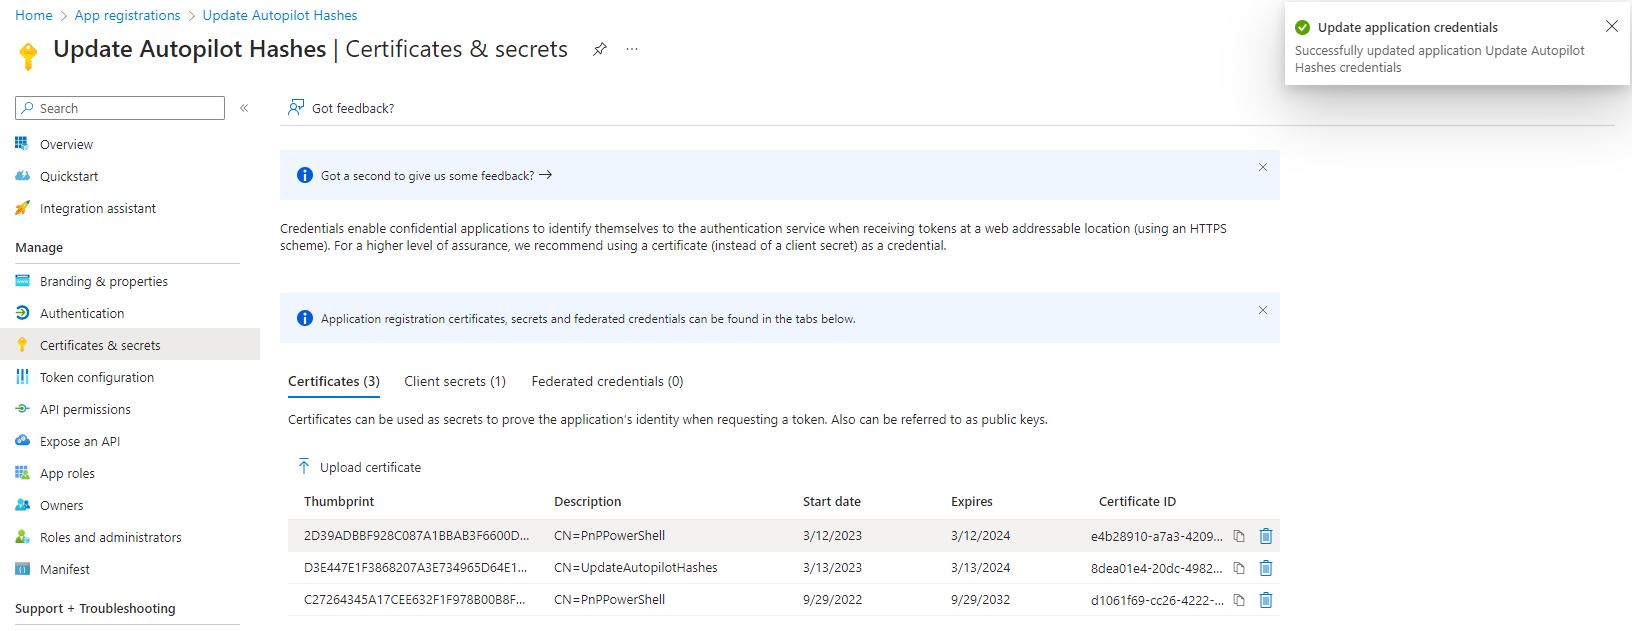 Home > App registrations > Update Autopilot Hashes
Update Autopilot Hashes | Certificates & secrets
Update application credentials
Successfully updated application Update Autopilot
Hashes credentials
Search
«
Overview
Quickstart
Integration assistant
Manage
Branding & properties
Authentication
Certificates & secrets
Token configuration
API permissions
Expose an API
App roles
Owners
Roles and administrators
Manifest
Support + Troubleshooting
Got feedback?
Got a second to give us some feedback? →
Credentials enable confidential applications to identify themselves to the authentication service when receiving tokens at a web addressable location (using an HTTPS
scheme). For a higher level of assurance, we recommend using a certificate (instead of a client secret) as a credential.
Application registration certificates, secrets and federated credentials can be found in the tabs below.
Certificates (3) Client secrets (1) Federated credentials (0)
Certificates can be used as secrets to prove the application's identity when requesting a token. Also can be referred to as public keys.
Upload certificate
Thumbprint Description Start date Expires Certificate ID
2D39ADBBF928C087A1BBAB3F6600D... CN=PnPPowerShell 3/12/2023 3/12/2024 e4b28910-a7a3-4209...
D3E447E1F3868207A3E734965D64E1... CN=UpdateAutopilotHashes 3/13/2023 3/13/2024 8dea01e4-20dc-4982...
C27264345A17CEE632F1F978B00B8F... CN=PnPPowerShell 9/29/2022 9/29/2032 d1061f69-cc26-4222-...